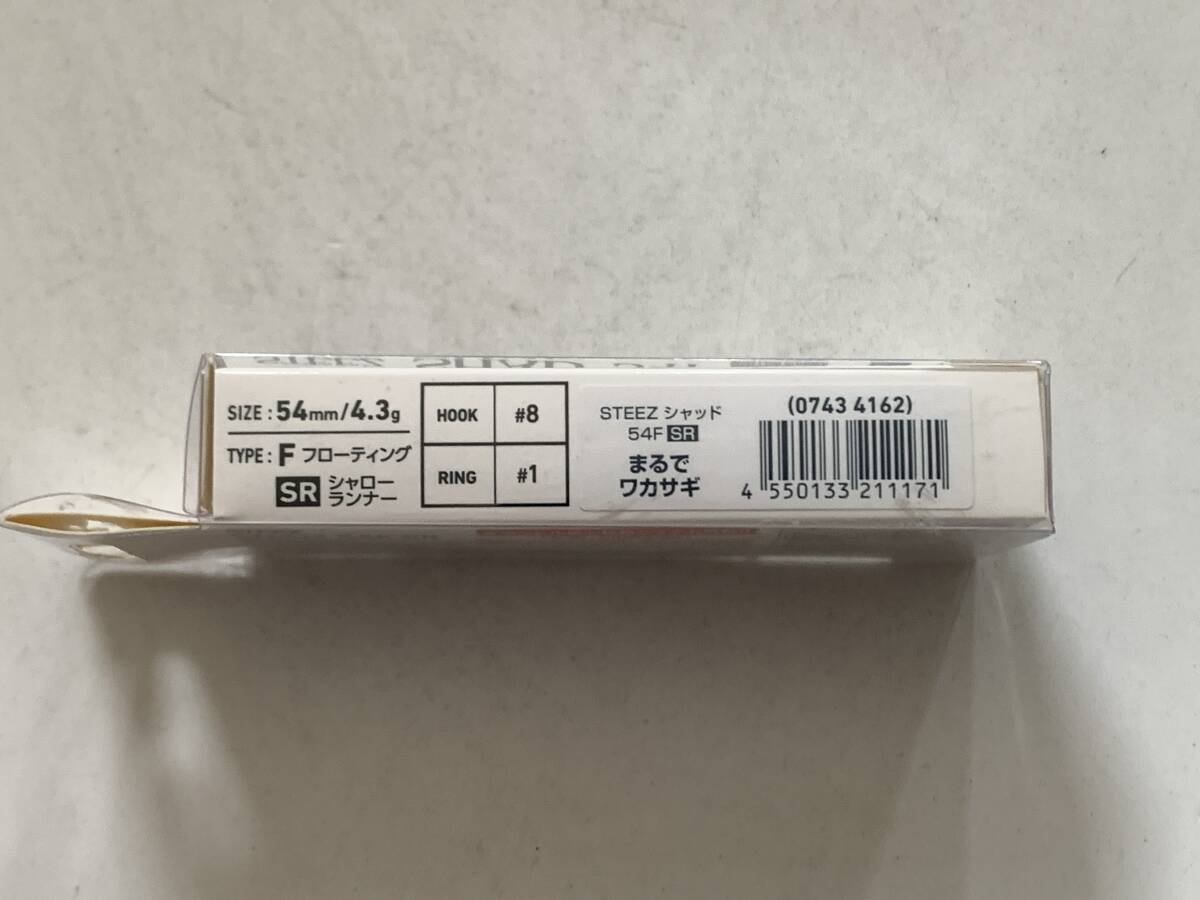 SIZE : 54mm/4.3g
TYPE : F フローティング
SR シャロー
ランナー
HOOK #8
RING #1
STEEZ シャッド
54F SR
まるで
ワカサギ
(0743 4162)
4 550133 211171